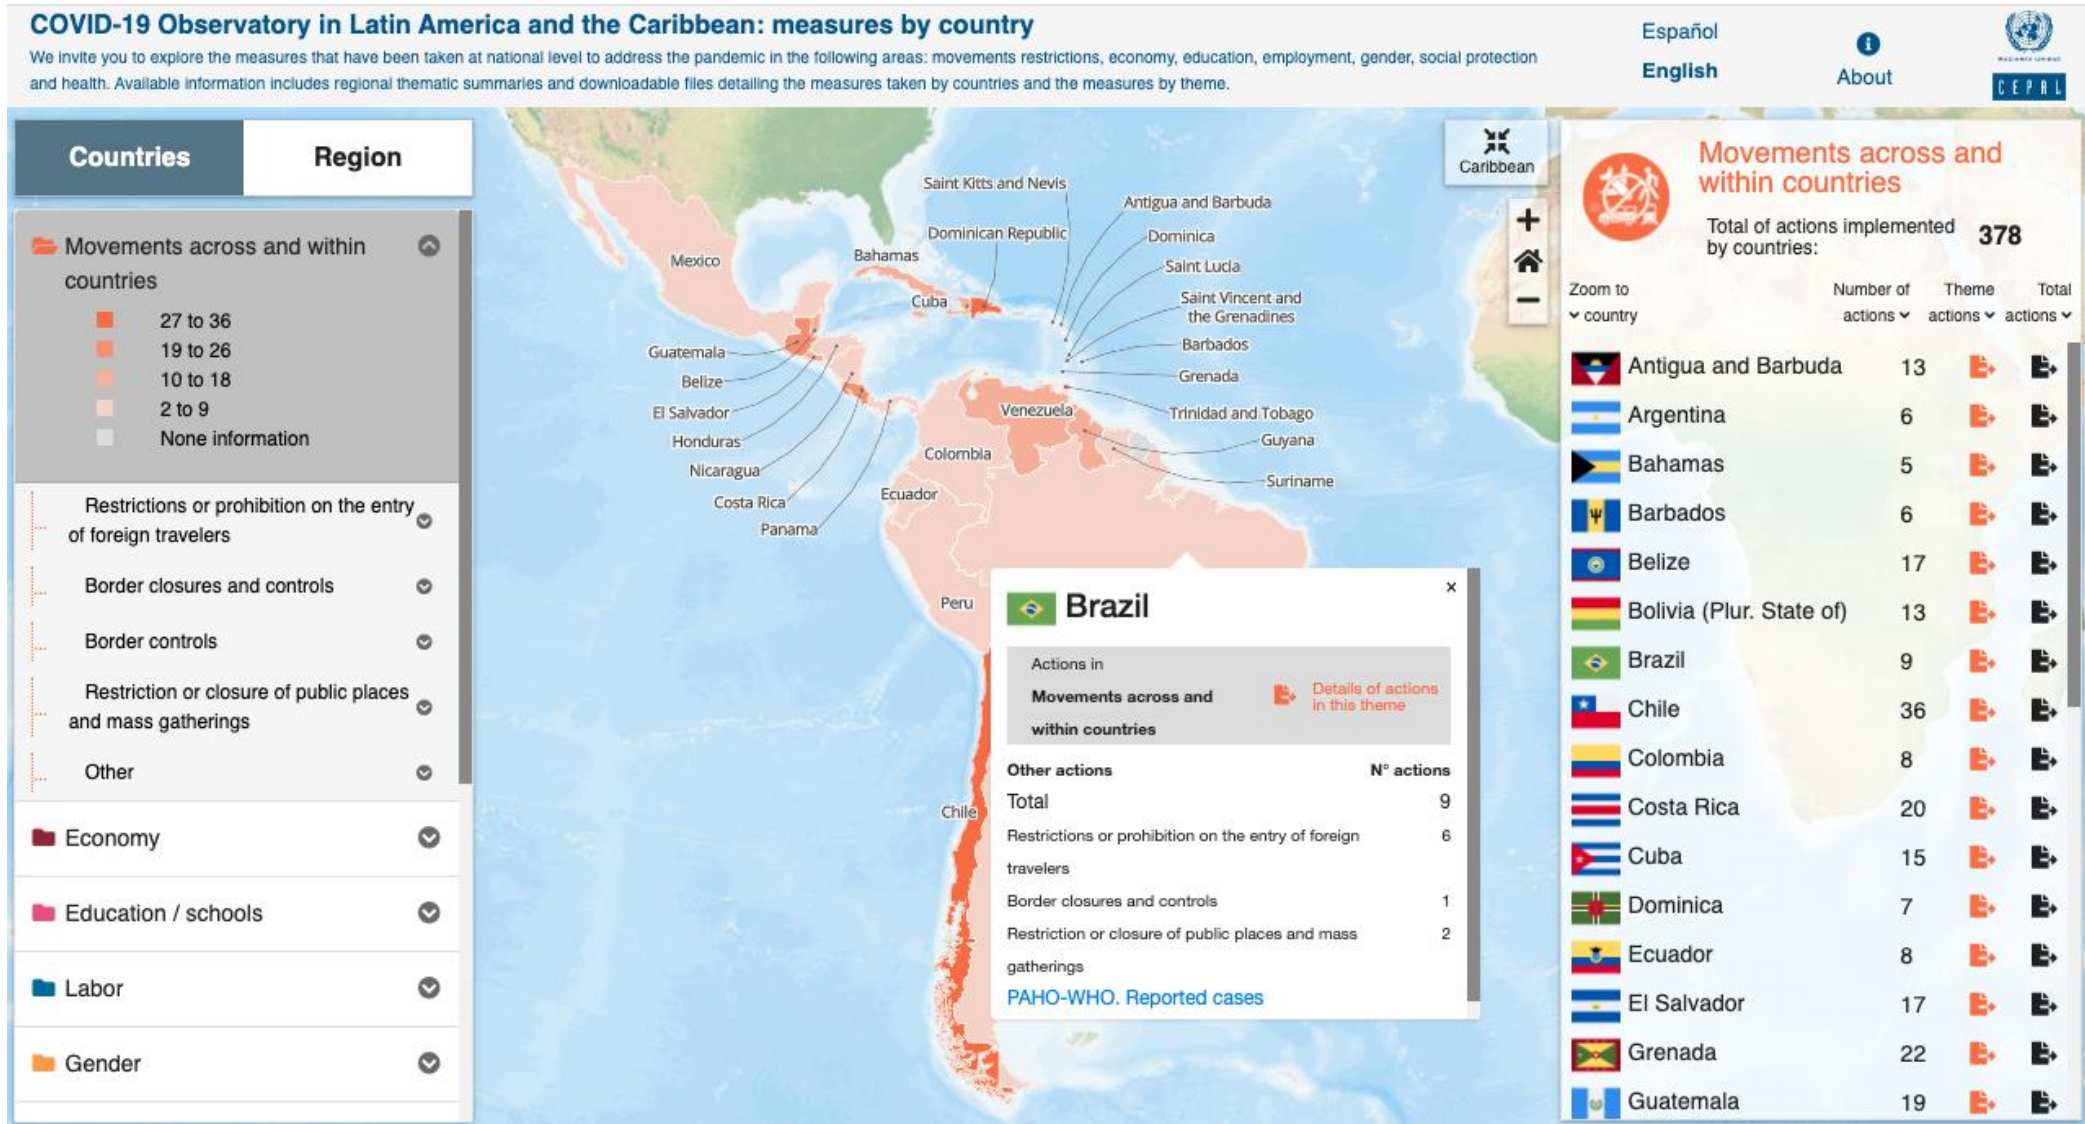 COVID-19 Observatory in Latin America and the Caribbean: measures by country
We invite you to explore the measures that have been taken at national level to address the pandemic in the following areas: movements restrictions, economy, education, employment, gender, social protection
and health. Available information includes regional thematic summaries and downloadable files detailing the measures taken by countries and the measures by theme.
Español
English
About
NACIONES UNIDAS
CEPAL
Countries
Region
Movements across and within
countries
27 to 36
19 to 26
10 to 18
2 to 9
None information
Restrictions or prohibition on the entry
of foreign travelers
Border closures and controls
Border controls
Restriction or closure of public places
and mass gatherings
Other
Economy
Education / schools
Labor
Gender
Mexico
Bahamas
Cuba
Saint Kitts and Nevis
Dominican Republic
Antigua and Barbuda
Dominica
Saint Lucia
Saint Vincent and
the Grenadines
Barbados
Grenada
Trinidad and Tobago
Guyana
Suriname
Guatemala
Belize
El Salvador
Honduras
Nicaragua
Costa Rica
Panama
Venezuela
Colombia
Ecuador
Peru
Chile
Caribbean
+
−
Brazil
×
Actions in
Movements across and
within countries
Details of actions
in this theme
Other actions N° actions
Total 9
Restrictions or prohibition on the entry of foreign 6
travelers
Border closures and controls 1
Restriction or closure of public places and mass 2
gatherings
PAHO-WHO. Reported cases
Movements across and
within countries
Total of actions implemented
by countries:
378
Zoom to Number of Theme Total
country actions actions actions
Antigua and Barbuda 13
Argentina 6
Bahamas 5
Barbados 6
Belize 17
Bolivia (Plur. State of) 13
Brazil 9
Chile 36
Colombia 8
Costa Rica 20
Cuba 15
Dominica 7
Ecuador 8
El Salvador 17
Grenada 22
Guatemala 19